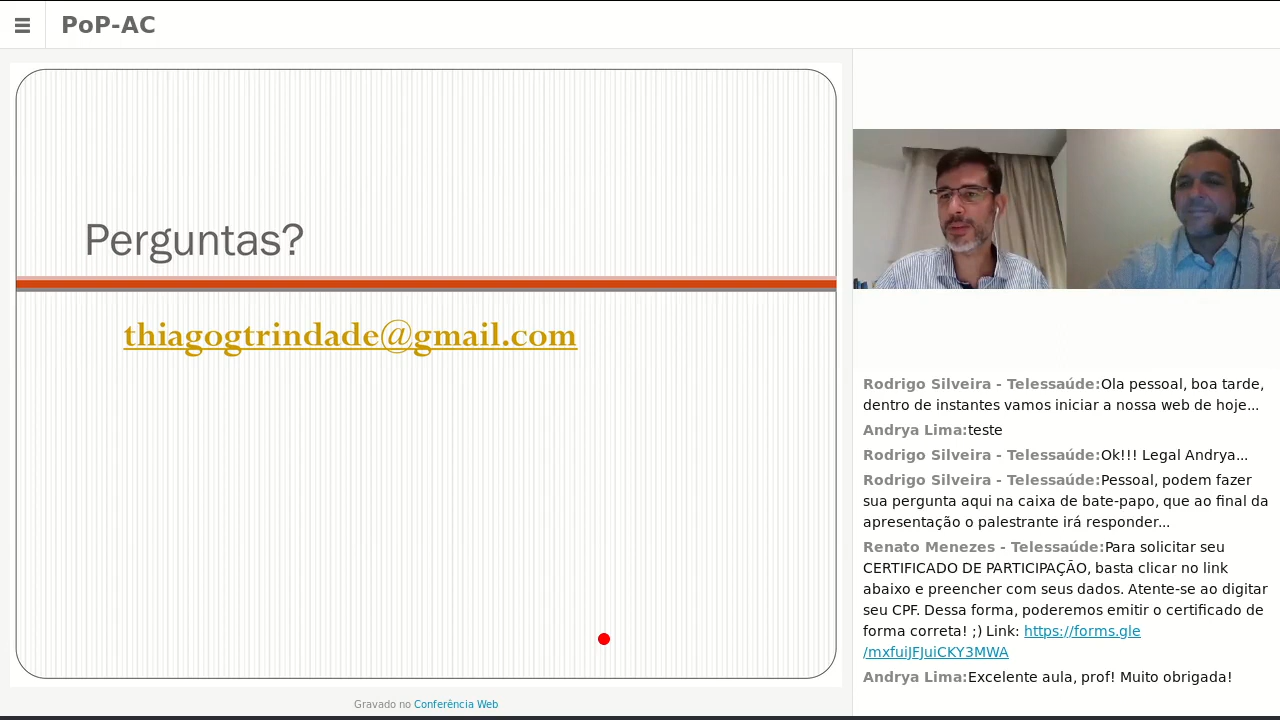 PoP-AC
Perguntas?
thiagogtrindade@gmail.com
Gravado no Conferência Web
Rodrigo Silveira - Telessaúde:Ola pessoal, boa tarde,
dentro de instantes vamos iniciar a nossa web de hoje...
Andrya Lima:teste
Rodrigo Silveira - Telessaúde:Ok!!! Legal Andrya...
Rodrigo Silveira - Telessaúde:Pessoal, podem fazer
sua pergunta aqui na caixa de bate-papo, que ao final da
apresentação o palestrante irá responder...
Renato Menezes - Telessaúde:Para solicitar seu
CERTIFICADO DE PARTICIPAÇÃO, basta clicar no link
abaixo e preencher com seus dados. Atente-se ao digitar
seu CPF. Dessa forma, poderemos emitir o certificado de
forma correta! ;) Link: https://forms.gle
/mxfuiJFJuiCKY3MWA
Andrya Lima:Excelente aula, prof! Muito obrigada!